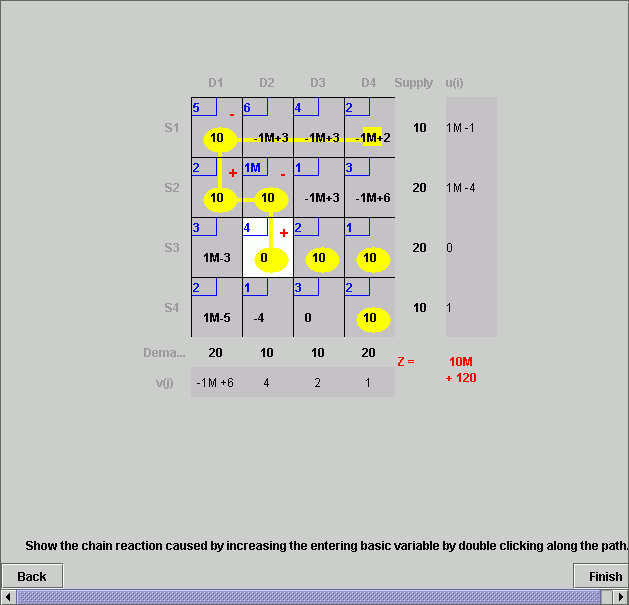 D1 D2 D3 D4 Supply u(i)
5 - 6 4 2
S1 10 -1M+3 -1M+3 -1M+2 10 1M -1
2 + 1M - 1 3
S2 10 10 -1M+3 -1M+6 20 1M -4
3 4 + 2 1
S3 1M-3 0 10 10 20 0
2 1 3 2
S4 1M-5 -4 0 10 10 1
Dema... 20 10 10 20 Z = 10M
+ 120
v(j) -1M +6 4 2 1
Show the chain reaction caused by increasing the entering basic variable by double clicking along the path.
Back Finish